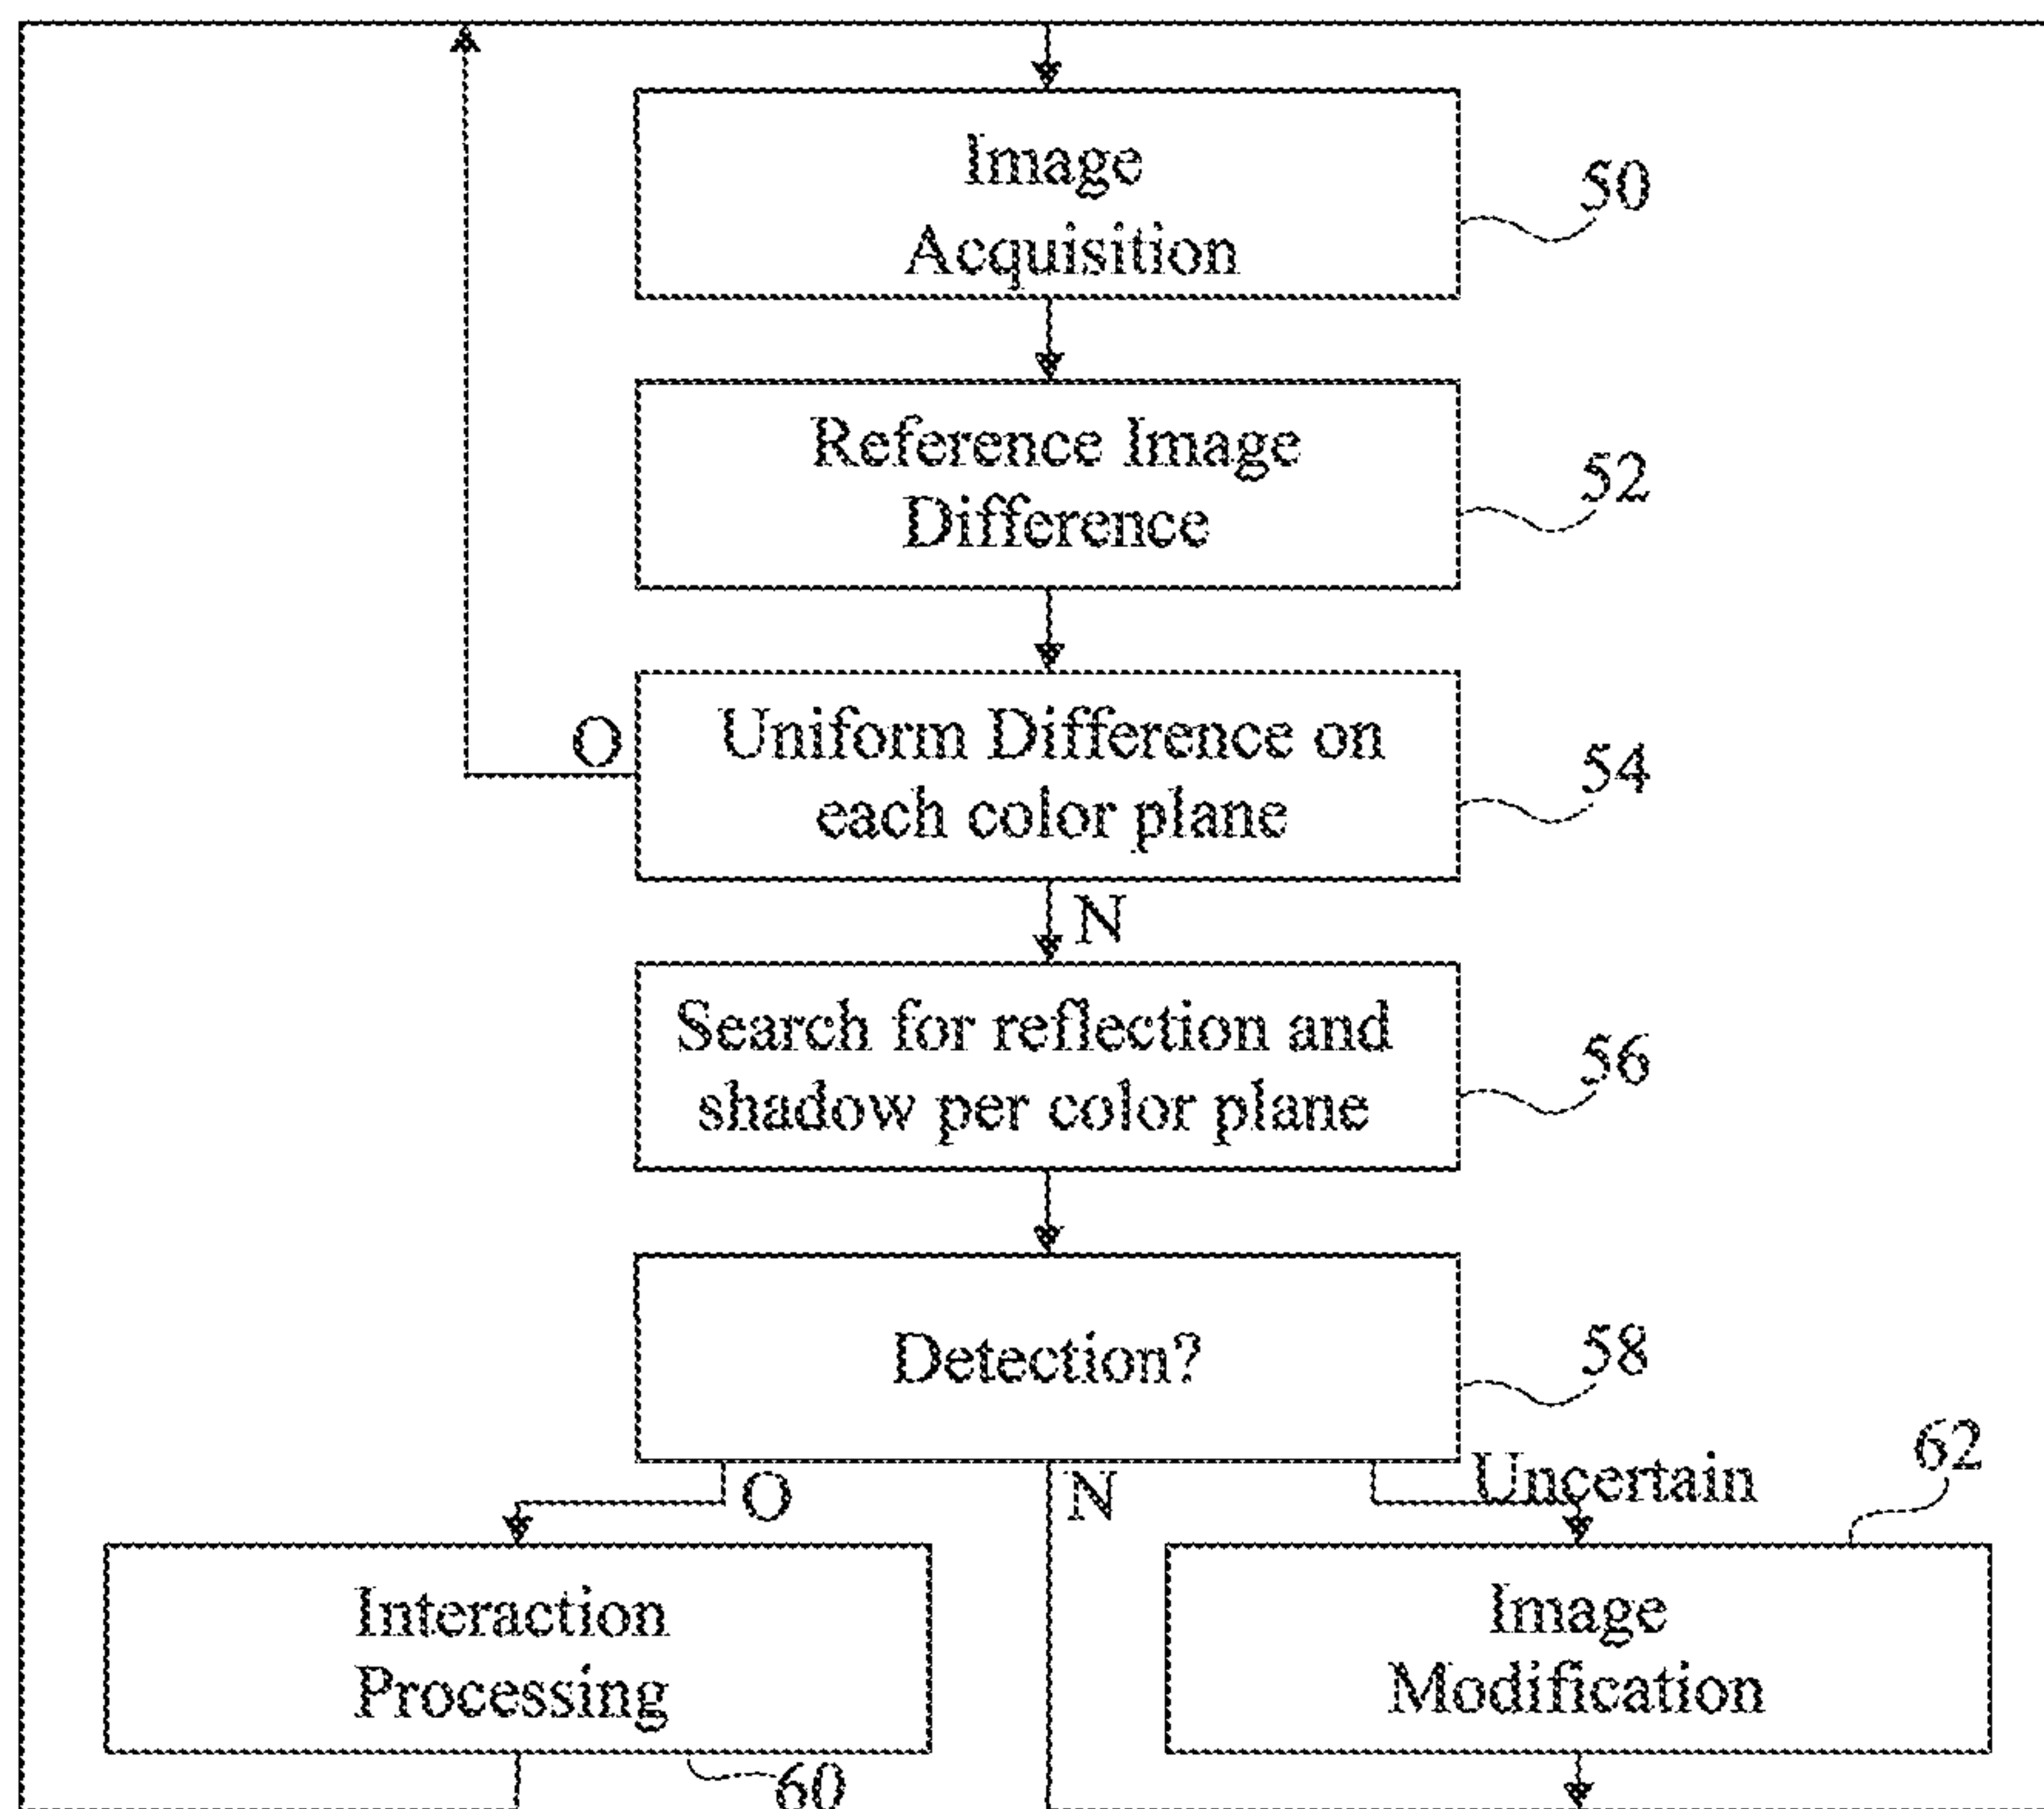 Image
Acquisition
50
Reference Image
Difference
52
O
Uniform Difference on
each color plane
54
N
Search for reflection and
shadow per color plane
56
Detection?
58
O
N
Uncertain
62
Interaction
Processing
60
Image
Modification